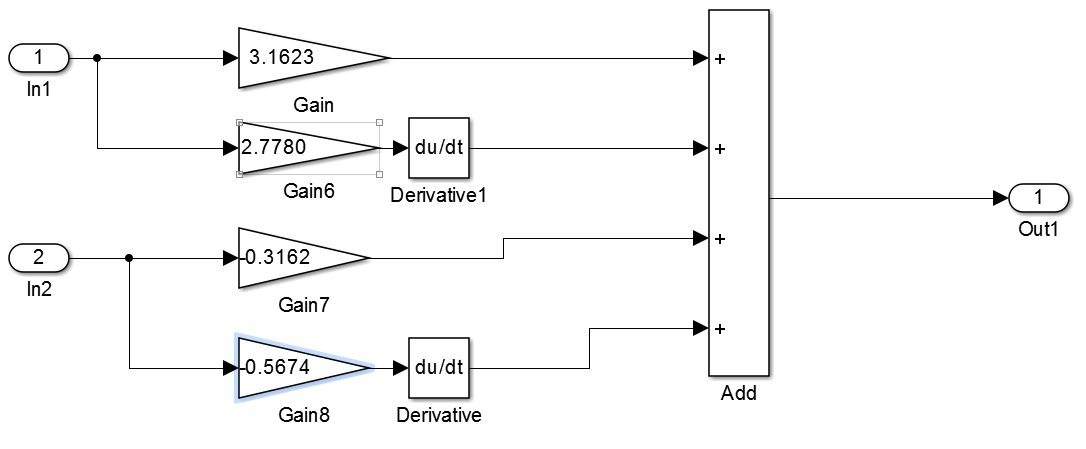 1
In1
3.1623
+
Gain
2.7780
du/dt
+
Gain6
Derivative1
1
Out1
2
In2
-0.3162
+
Gain7
-0.5674
du/dt
+
Gain8
Derivative
Add